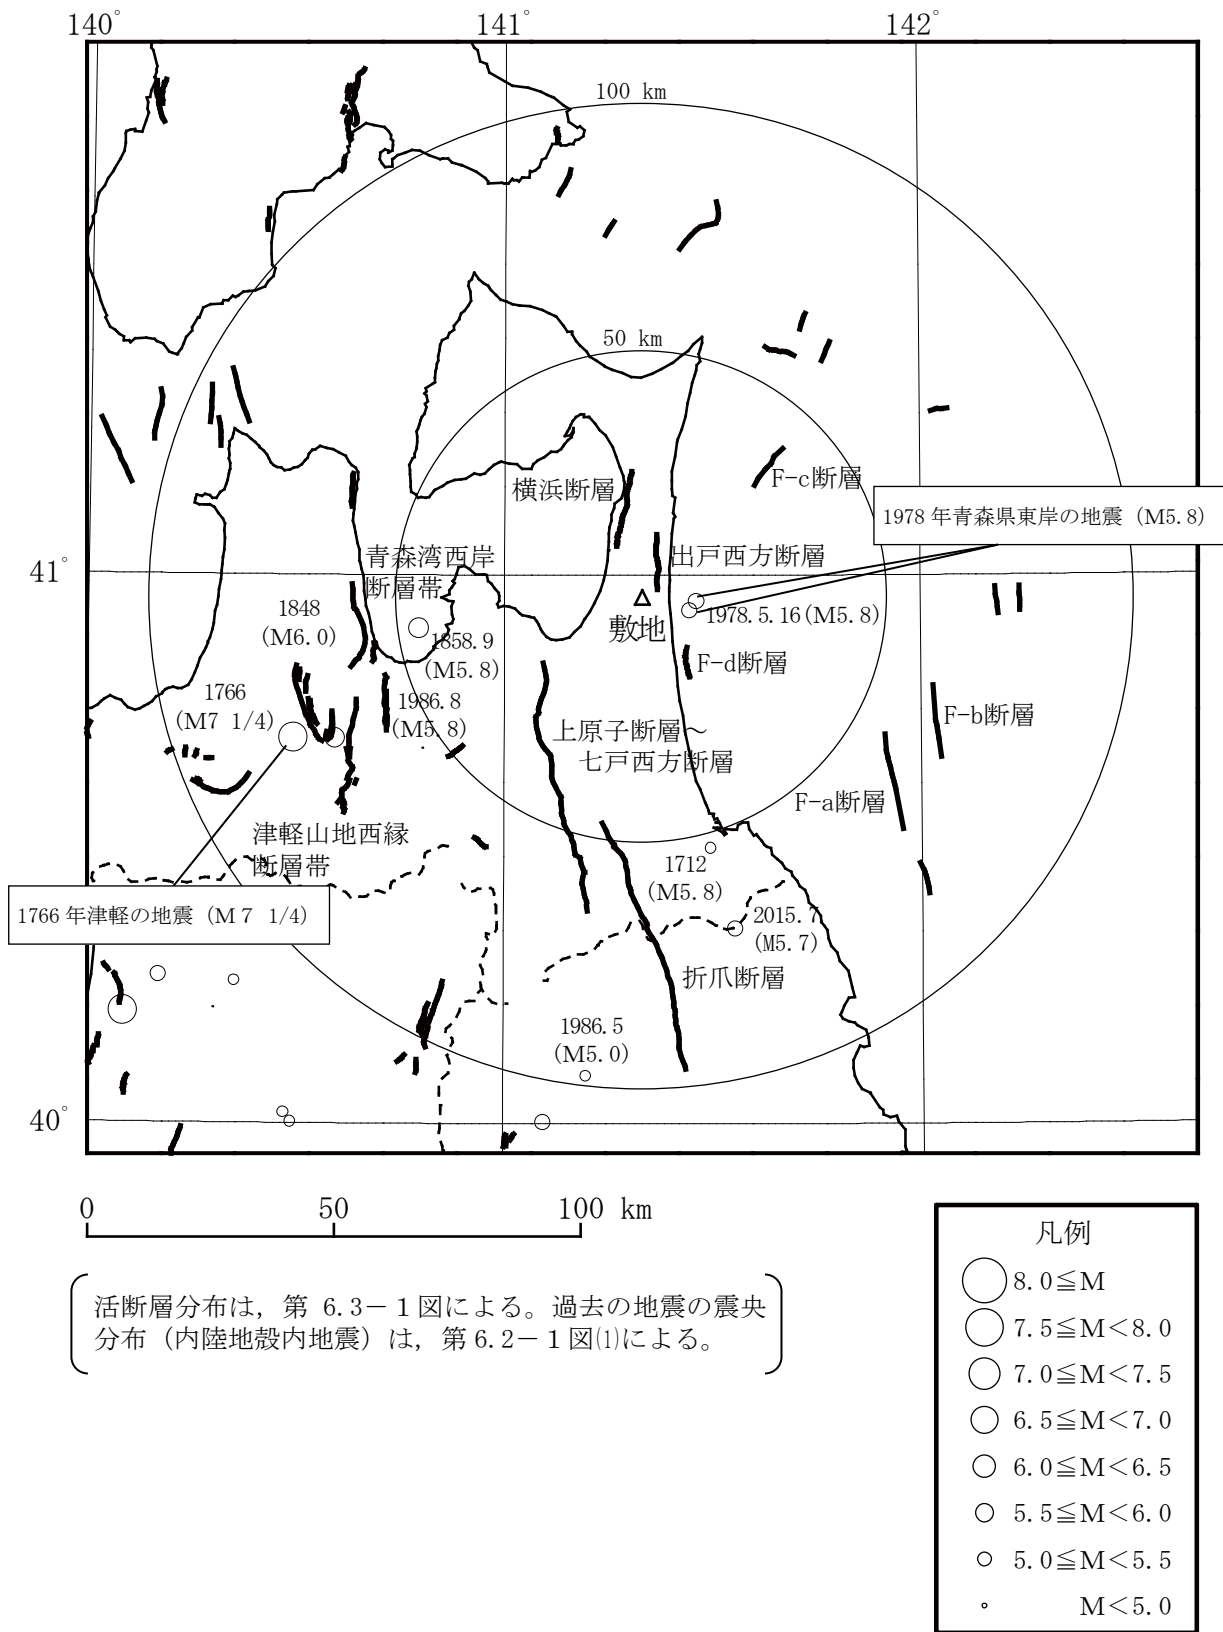 140°
141°
142°
100 km
50 km
横浜断層
F-c断層
1978 年青森県東岸の地震（M5.8）
青森湾西岸
断層帯
出戸西方断層
41°
1848
(M6.0)
1858.9
(M5.8)
敷地
1978.5.16(M5.8)
F-d断層
1766
(M7 1/4)
1986.8
(M5.8)
F-b断層
上原子断層～
七戸西方断層
F-a断層
津軽山地西縁
断層帯
1712
(M5.8)
1766 年津軽の地震（M７ 1/4）
2015.7
(M5.7)
折爪断層
1986.5
(M5.0)
40°
0 50 100 km
活断層分布は，第 6.3－１図による。過去の地震の震央
分布（内陸地殻内地震）は，第 6.2－１図⑴による。
凡例
8.0≦M
7.5≦M＜8.0
7.0≦M＜7.5
6.5≦M＜7.0
6.0≦M＜6.5
5.5≦M＜6.0
5.0≦M＜5.5
M＜5.0